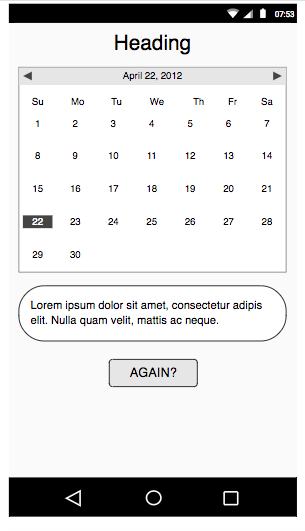 07:53
Heading
April 22, 2012
Su Mo Tu We Th Fr Sa
1 2 3 4 5 6 7
8 9 10 11 12 13 14
15 16 17 18 19 20 21
22 23 24 25 26 27 28
29 30
Lorem ipsum dolor sit amet, consectetur adipis
elit. Nulla quam velit, mattis ac neque.
AGAIN?